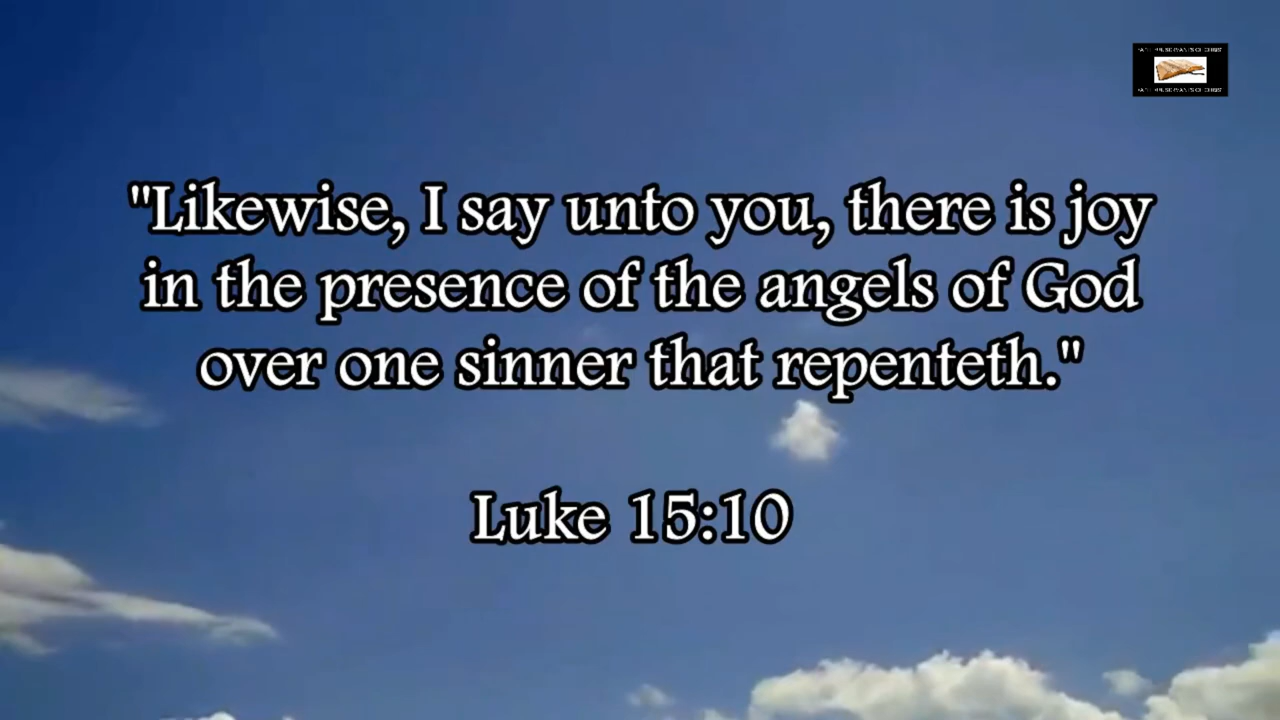 "Likewise, I say unto you, there is joy
in the presence of the angels of God
over one sinner that repenteth."
Luke 15:10